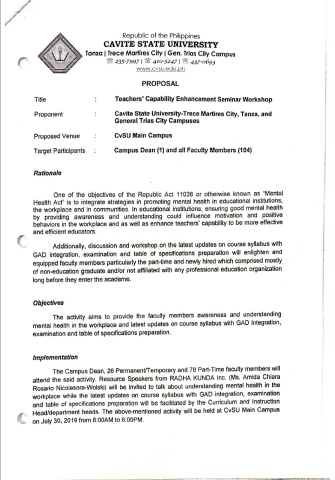 Republic of the Philippines
CAVITE STATE UNIVERSITY
Tanza | Trece Martires City | Gen. Trias City Campus
☏ 235-7997 | ☏ 410-5247 | ☏ 437-0693
www.cvsu.edu.ph
PROPOSAL
Title : Teachers' Capability Enhancement Seminar Workshop
Proponent : Cavite State University-Trece Martires City, Tanza, and
General Trias City Campuses
Proposed Venue : CvSU Main Campus
Target Participants : Campus Dean (1) and all Faculty Members (104)
Rationale
One of the objectives of the Republic Act 11036 or otherwise known as "Mental
Health Act" is to integrate strategies in promoting mental health in educational institutions,
the workplace and in communities. In educational institutions, ensuring good mental health
by providing awareness and understanding could influence motivation and positive
behaviors in the workplace and as well as enhance teachers' capability to be more effective
and efficient educators.
Additionally, discussion and workshop on the latest updates on course syllabus with
GAD integration, examination and table of specifications preparation will enlighten and
equipped faculty members particularly the part-time and newly hired which comprised mostly
of non-education graduate and/or not affiliated with any professional education organization
long before they enter the academe.
Objectives
The activity aims to provide the faculty members awareness and understanding
mental health in the workplace and latest updates on course syllabus with GAD integration,
examination and table of specifications preparation.
Implementation
The Campus Dean, 26 Permanent/Temporary and 78 Part-time faculty members will
attend the said activity. Resource Speakers from RADHA KUNDA Inc. (Ms. Amida Chiara
Rosario Nicolaison-Wolski) will be invited to talk about understanding mental health in the
workplace while the latest updates on course syllabus with GAD integration, examination
and table of specifications preparation will be facilitated by the Curriculum and Instruction
Head/department heads. The above-mentioned activity will be held at CvSU Main Campus
on July 30, 2019 from 8:00AM to 5:00PM.